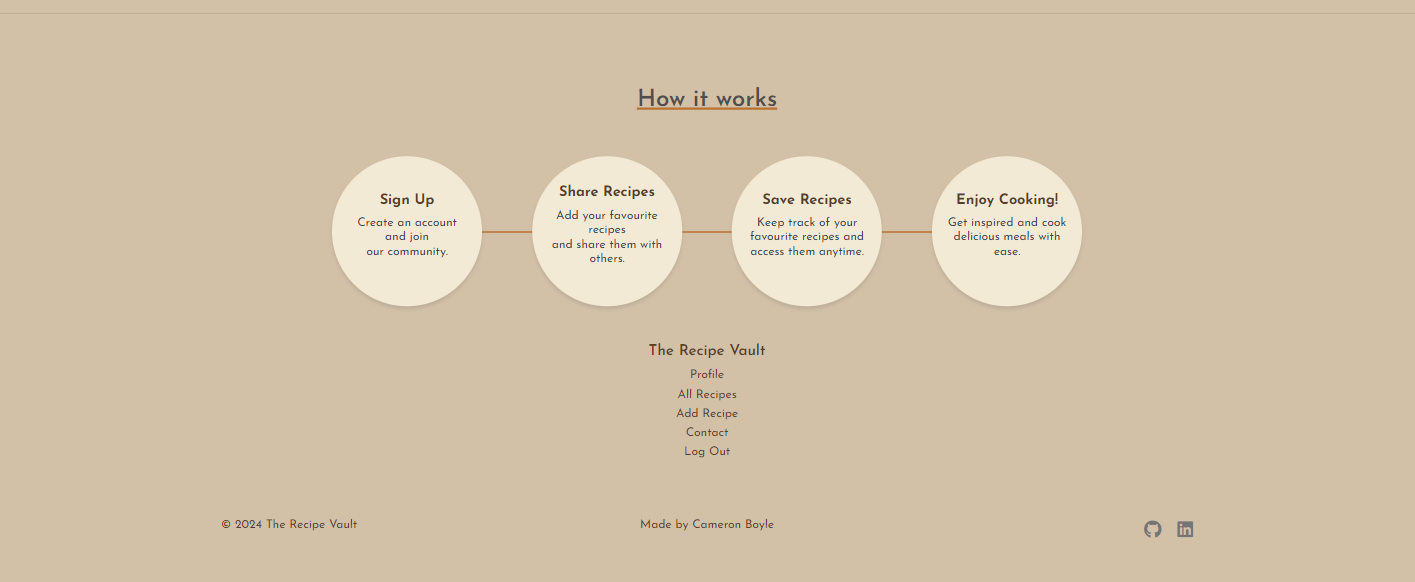 How it works
Sign Up
Create an account
and join
our community.
Share Recipes
Add your favourite
recipes
and share them with
others.
Save Recipes
Keep track of your
favourite recipes and
access them anytime.
Enjoy Cooking!
Get inspired and cook
delicious meals with
ease.
The Recipe Vault
Profile
All Recipes
Add Recipe
Contact
Log Out
© 2024 The Recipe Vault
Made by Cameron Boyle